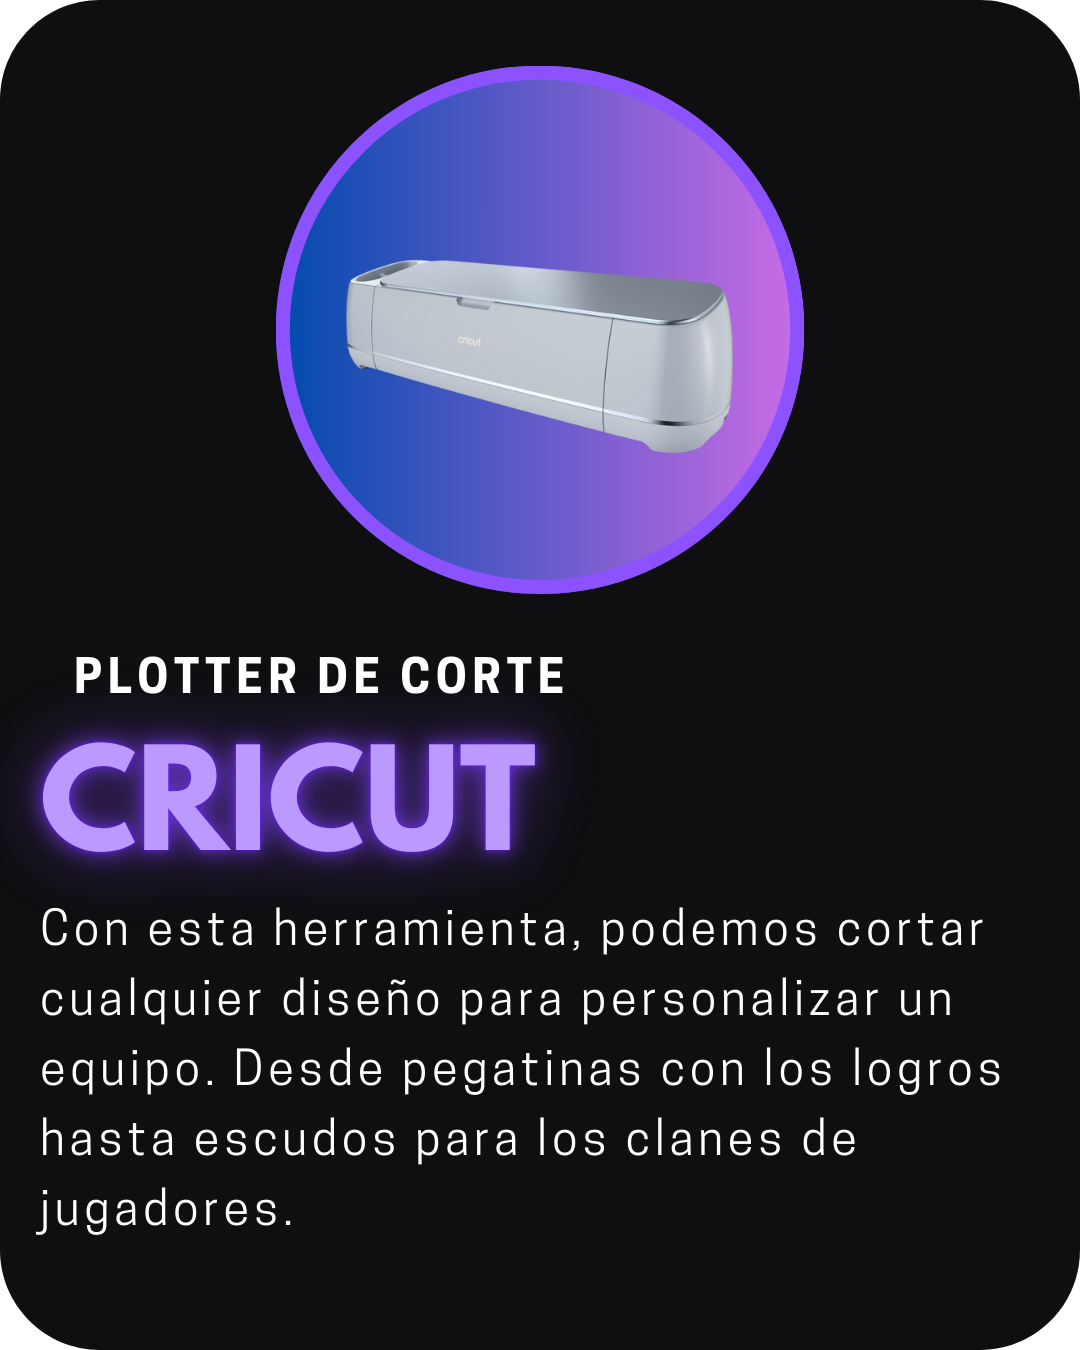 cricut
PLOTTER DE CORTE
CRICUT
Con esta herramienta, podemos cortar
cualquier diseño para personalizar un
equipo. Desde pegatinas con los logros
hasta escudos para los clanes de
jugadores.